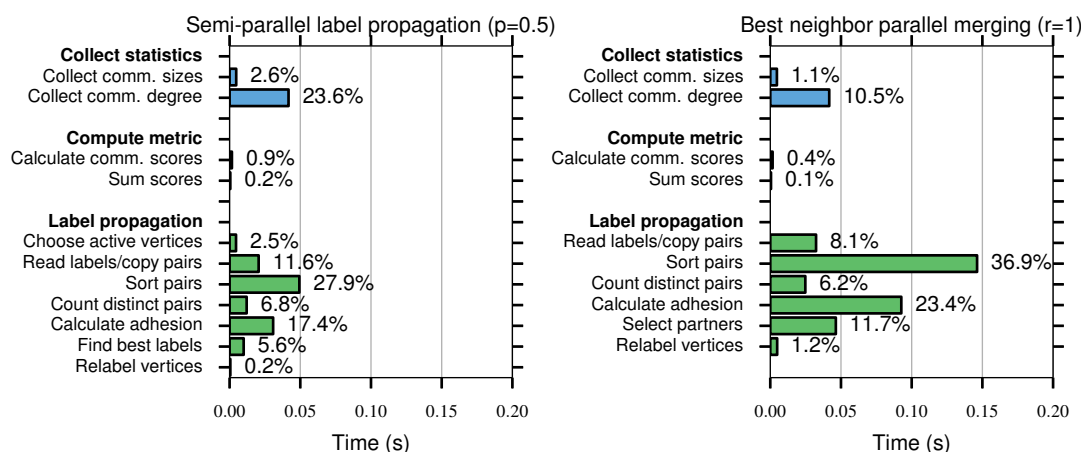 Semi-parallel label propagation (p=0.5)
Collect statistics
Collect comm. sizes 2.6%
Collect comm. degree 23.6%
Compute metric
Calculate comm. scores 0.9%
Sum scores 0.2%
Label propagation
Choose active vertices 2.5%
Read labels/copy pairs 11.6%
Sort pairs 27.9%
Count distinct pairs 6.8%
Calculate adhesion 17.4%
Find best labels 5.6%
Relabel vertices 0.2%
0.00 0.05 0.10 0.15 0.20
Time (s)
Best neighbor parallel merging (r=1)
Collect statistics
Collect comm. sizes 1.1%
Collect comm. degree 10.5%
Compute metric
Calculate comm. scores 0.4%
Sum scores 0.1%
Label propagation
Read labels/copy pairs 8.1%
Sort pairs 36.9%
Count distinct pairs 6.2%
Calculate adhesion 23.4%
Select partners 11.7%
Relabel vertices 1.2%
0.00 0.05 0.10 0.15 0.20
Time (s)